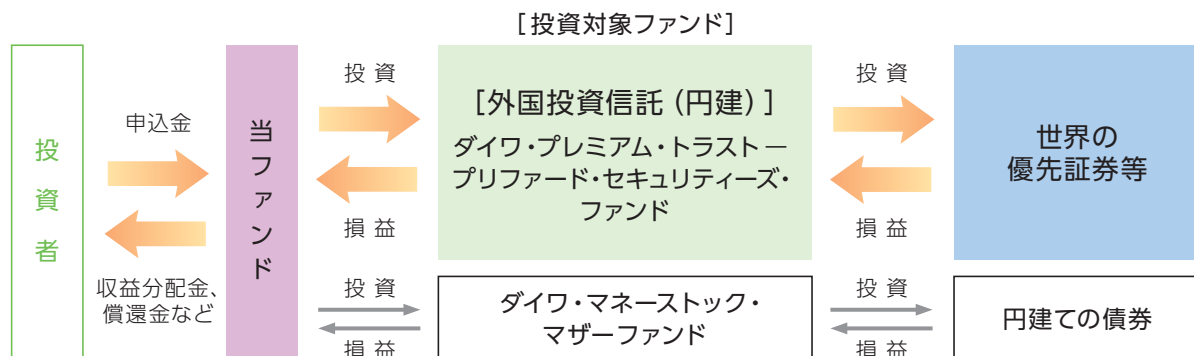 [投資対象ファンド]
投資者
申込金
収益分配金、
償還金など
当ファンド
投 資
損 益
[外国投資信託（円建）]
ダイワ・プレミアム・トラスト ―
プリファード・セキュリティーズ・
ファンド
投 資
損 益
世界の
優先証券等
投 資
損 益
ダイワ・マネーストック・
マザーファンド
投 資
損 益
円建ての債券